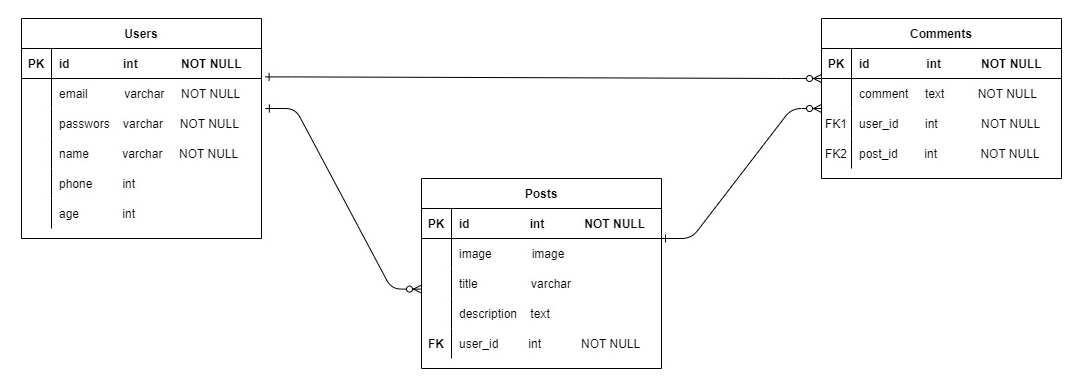 Users
PK id int NOT NULL
email varchar NOT NULL
passwors varchar NOT NULL
name varchar NOT NULL
phone int
age int
Comments
PK id int NOT NULL
comment text NOT NULL
FK1 user_id int NOT NULL
FK2 post_id int NOT NULL
Posts
PK id int NOT NULL
image image
title varchar
description text
FK user_id int NOT NULL